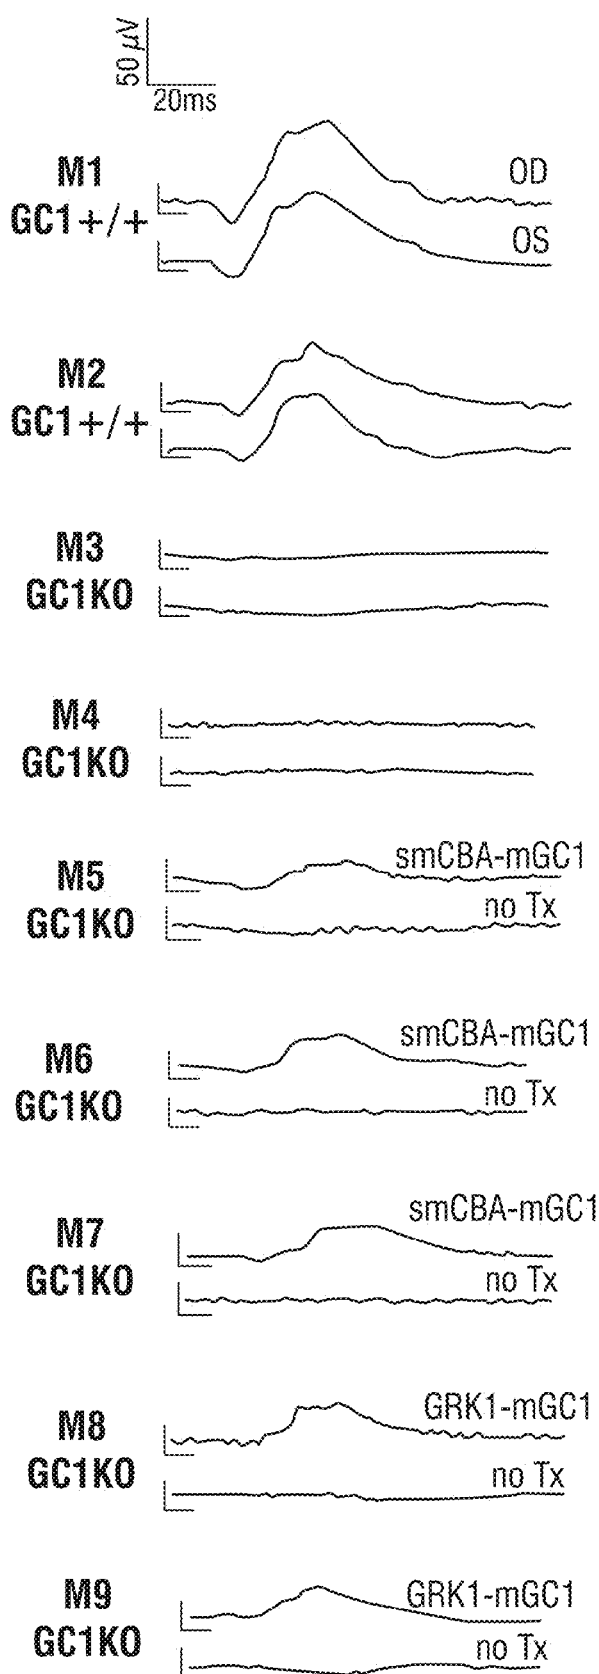 50 µV
20ms
M1
GC1+/+
OD
OS
M2
GC1+/+
M3
GC1KO
M4
GC1KO
M5
GC1KO
smCBA-mGC1
no Tx
M6
GC1KO
smCBA-mGC1
no Tx
M7
GC1KO
smCBA-mGC1
no Tx
M8
GC1KO
GRK1-mGC1
no Tx
M9
GC1KO
GRK1-mGC1
no Tx